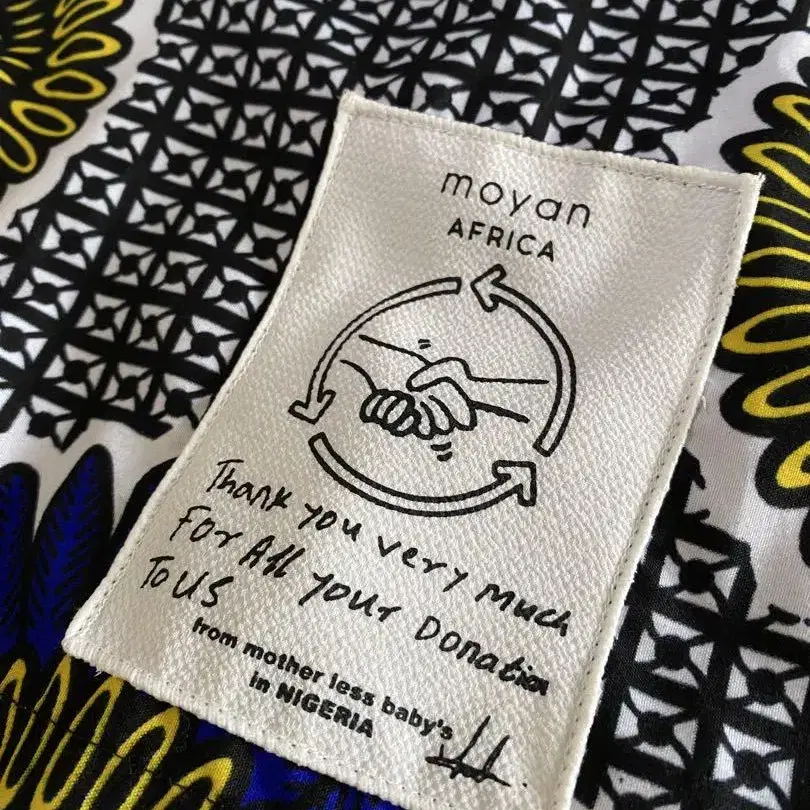 moyan
AFRICA
Thank you very much
For All your Donation
To US
from mother less baby's
in NIGERIA